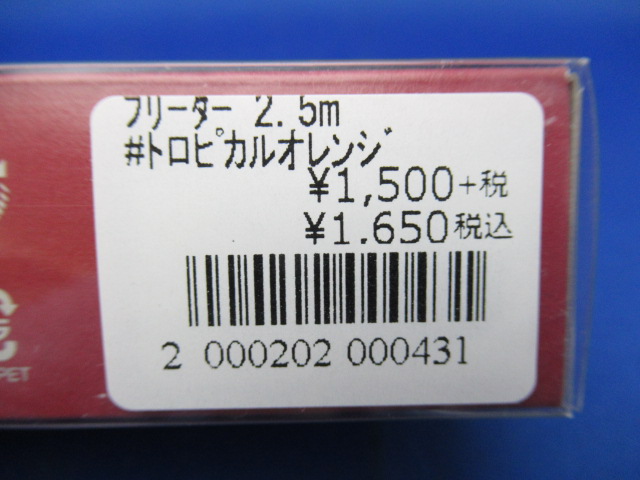 フリーター 2.5m
#トロピカルオレンジ
¥1,500+税
¥1.650税込
2 000202 000431
PET